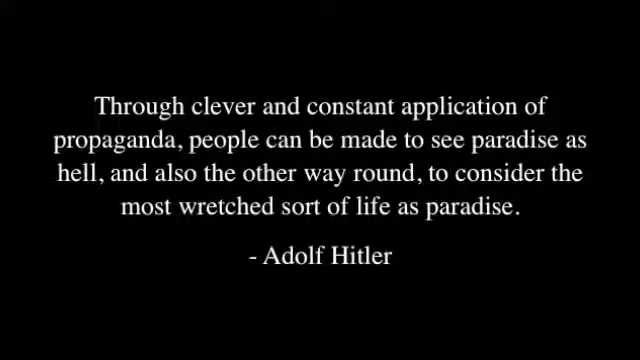 Through clever and constant application of
propaganda, people can be made to see paradise as
hell, and also the other way round, to consider the
most wretched sort of life as paradise.
- Adolf Hitler